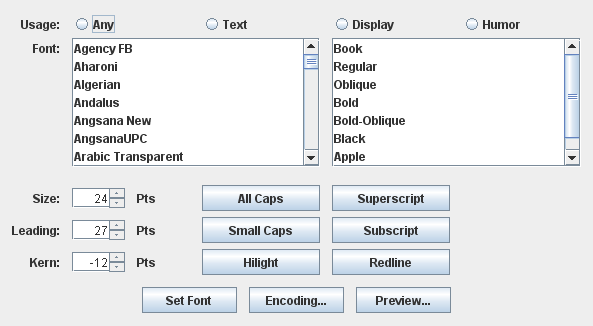 Usage: Any Text Display Humor
Font: Agency FB Book
Aharoni Regular
Algerian Oblique
Andalus Bold
Angsana New Bold-Oblique
AngsanaUPC Black
Arabic Transparent Apple
Size: 24 Pts All Caps Superscript
Leading: 27 Pts Small Caps Subscript
Kern: -12 Pts Hilight Redline
Set Font Encoding... Preview...